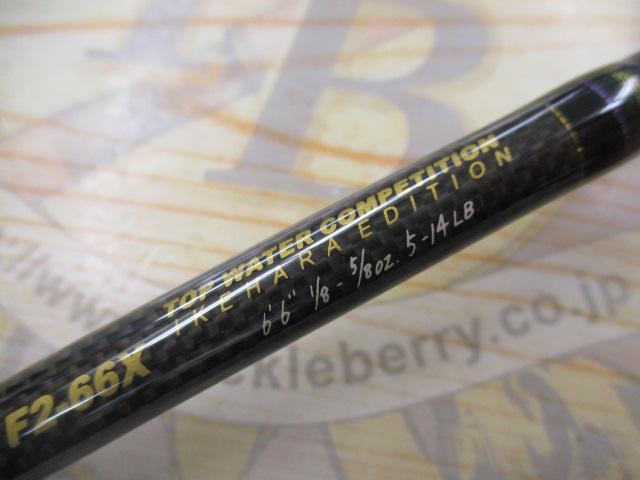 TOP WATER COMPETITION
IKEHARA EDITION
F2-66X 6'6" 1/8 - 5/8oz. 5-14LB
B
ckleberry.co.jp